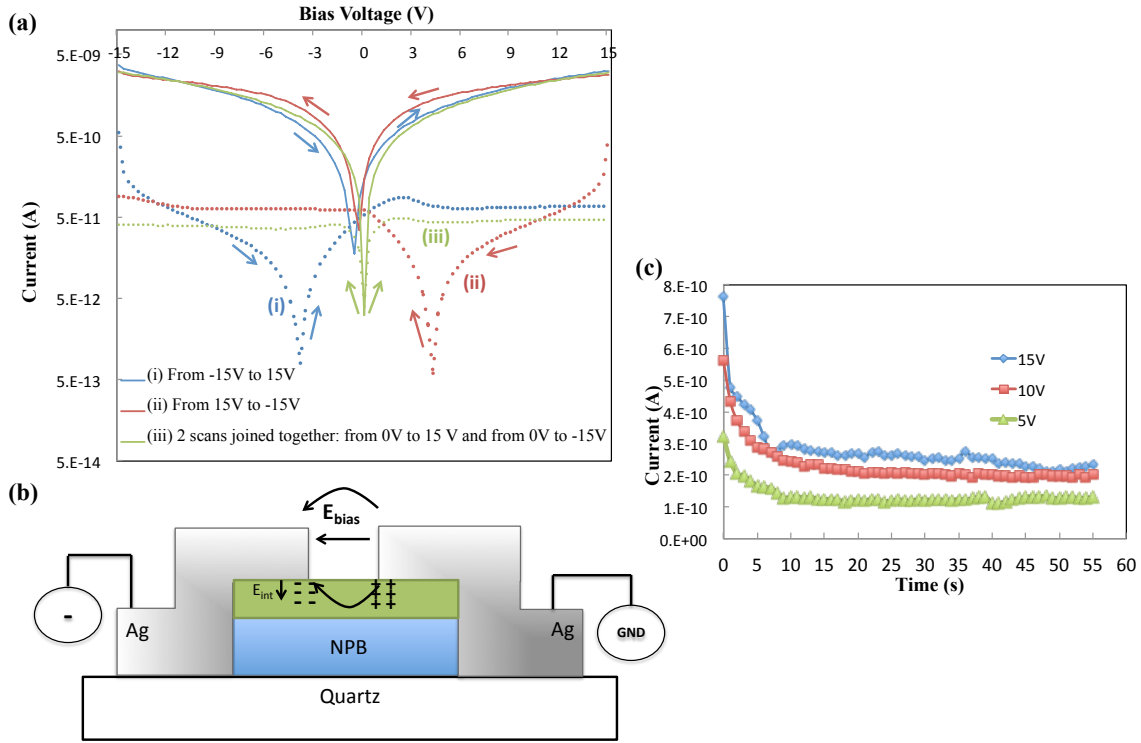 (a)
Bias Voltage (V)
-15 -12 -9 -6 -3 0 3 6 9 12 15
5.E-09
5.E-10
5.E-11
5.E-12
5.E-13
5.E-14
Current (A)
(iii)
(i)
(ii)
(i) From -15V to 15V
(ii) From 15V to -15V
(iii) 2 scans joined together: from 0V to 15 V and from 0V to -15V
(b)
E bias
E int
-
Ag
NPB
Ag
GND
Quartz
(c)
8.E-10
7.E-10
6.E-10
5.E-10
4.E-10
3.E-10
2.E-10
1.E-10
0.E+00
Current (A)
15V
10V
5V
0 5 10 15 20 25 30 35 40 45 50 55 60
Time (s)